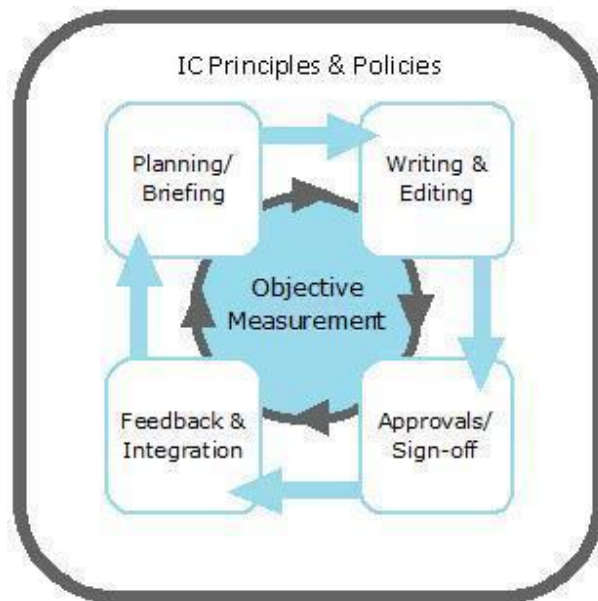 IC Principles & Policies
Planning/
Briefing
Writing &
Editing
Objective
Measurement
Feedback &
Integration
Approvals/
Sign-off